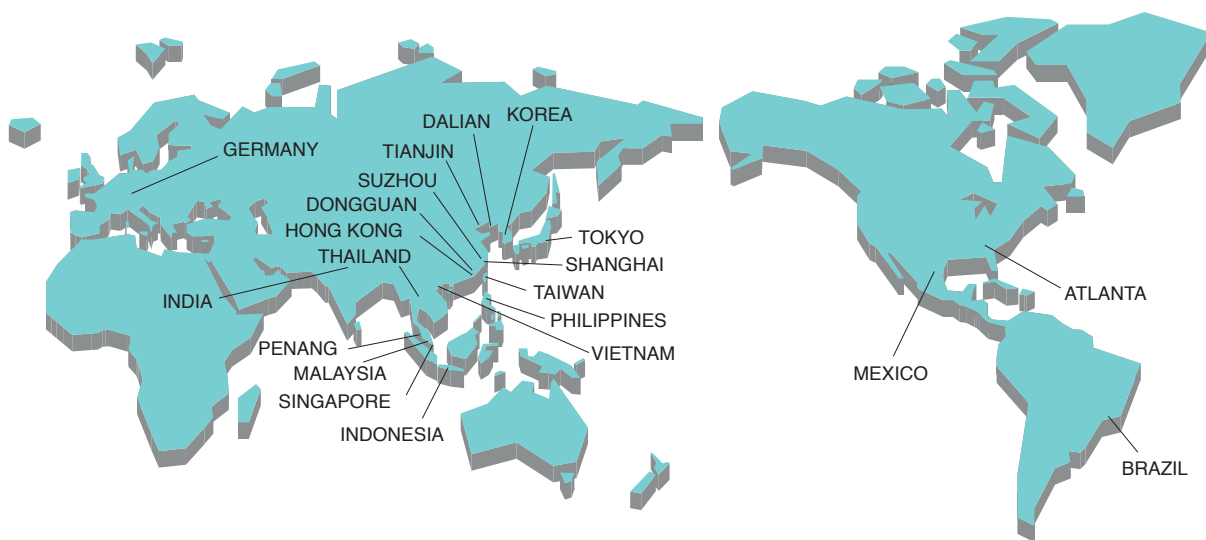 KOREA
DALIAN
GERMANY
TIANJIN
SUZHOU
DONGGUAN
HONG KONG
TOKYO
THAILAND
SHANGHAI
INDIA
TAIWAN
ATLANTA
PHILIPPINES
PENANG
VIETNAM
MALAYSIA
MEXICO
SINGAPORE
INDONESIA
BRAZIL